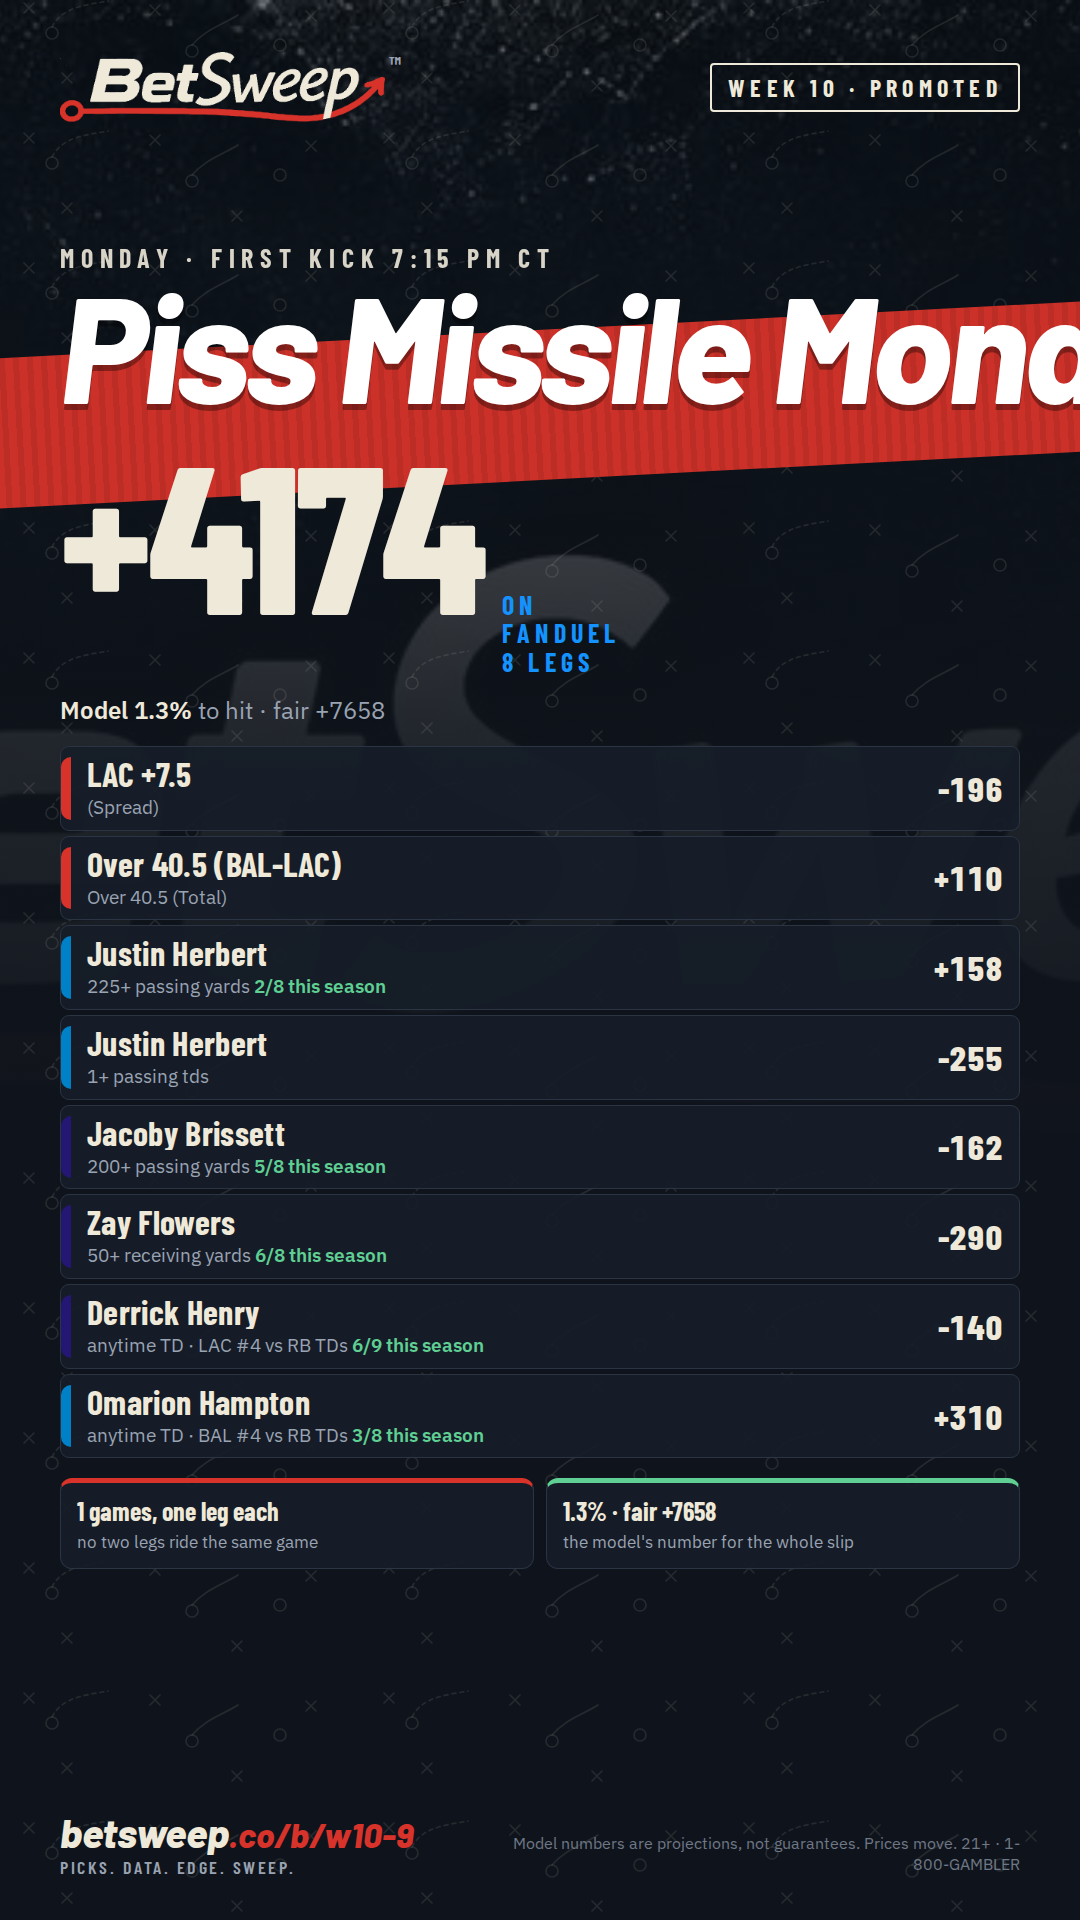 BetSweep™
WEEK 10 · PROMOTED
MONDAY · FIRST KICK 7:15 PM CT
Piss Missile Mond
+4174
ON
FANDUEL
8 LEGS
Model 1.3% to hit · fair +7658
LAC +7.5
(Spread)
-196
Over 40.5 (BAL-LAC)
Over 40.5 (Total)
+110
Justin Herbert
225+ passing yards 2/8 this season
+158
Justin Herbert
1+ passing tds
-255
Jacoby Brissett
200+ passing yards 5/8 this season
-162
Zay Flowers
50+ receiving yards 6/8 this season
-290
Derrick Henry
anytime TD · LAC #4 vs RB TDs 6/9 this season
-140
Omarion Hampton
anytime TD · BAL #4 vs RB TDs 3/8 this season
+310
1 games, one leg each
no two legs ride the same game
1.3% · fair +7658
the model's number for the whole slip
betsweep.co/b/w10-9
PICKS. DATA. EDGE. SWEEP.
Model numbers are projections, not guarantees. Prices move. 21+ · 1-
800-GAMBLER